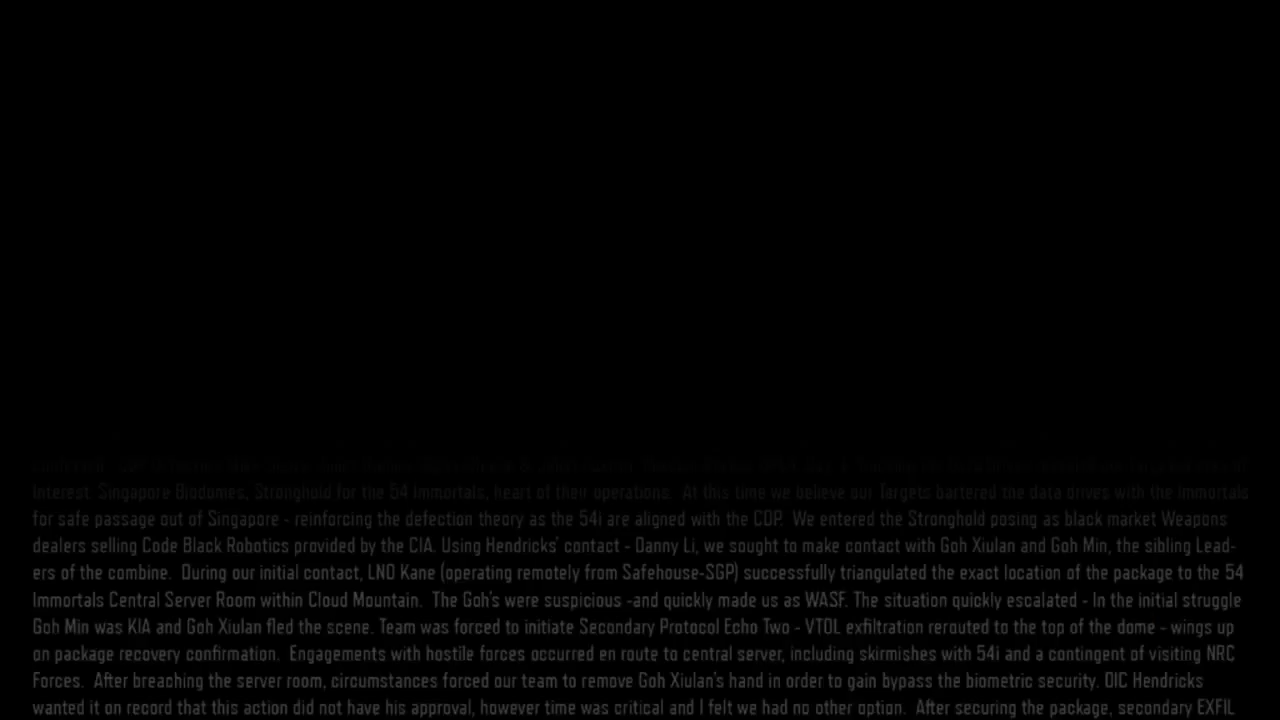 Interest: Singapore Biodomes, Stronghold for the 54 Immortals, heart of their operations. At this time we believe our Targets bartered the data drives with the immortals
for safe passage out of Singapore - reinforcing the defection theory as the 54i are aligned with the CDP. We entered the Stronghold posing as black market Weapons
dealers selling Code Black Robotics provided by the CIA. Using Hendricks' contact - Danny Li, we sought to make contact with Goh Xiulan and Goh Min, the sibling Lead-
ers of the combine. During our initial contact, LNO Kane (operating remotely from Safehouse-SGP) successfully triangulated the exact location of the package to the 54
Immortals Central Server Room within Cloud Mountain. The Goh's were suspicious -and quickly made us as WASF. The situation quickly escalated - In the initial struggle
Goh Min was KIA and Goh Xiulan fled the scene. Team was forced to initiate Secondary Protocol Echo Two - VTOL exfiltration rerouted to the top of the dome - wings up
on package recovery confirmation. Engagements with hostile forces occurred en route to central server, including skirmishes with 54i and a contingent of visiting NRC
Forces. After breaching the server room, circumstances forced our team to remove Goh Xiulan's hand in order to gain bypass the biometric security. OIC Hendricks
wanted it on record that this action did not have his approval, however time was critical and I felt we had no other option. After securing the package, secondary EXFIL